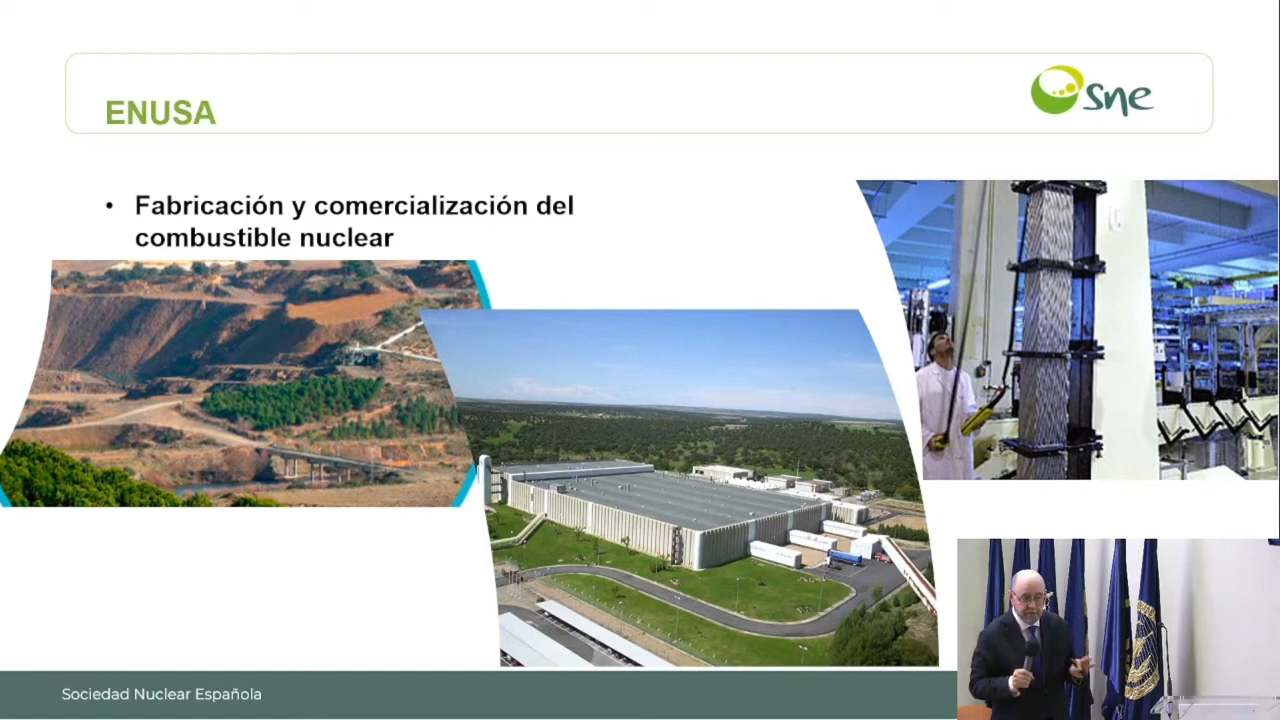 ENUSA
sne
• Fabricación y comercialización del
combustible nuclear
Sociedad Nuclear Española